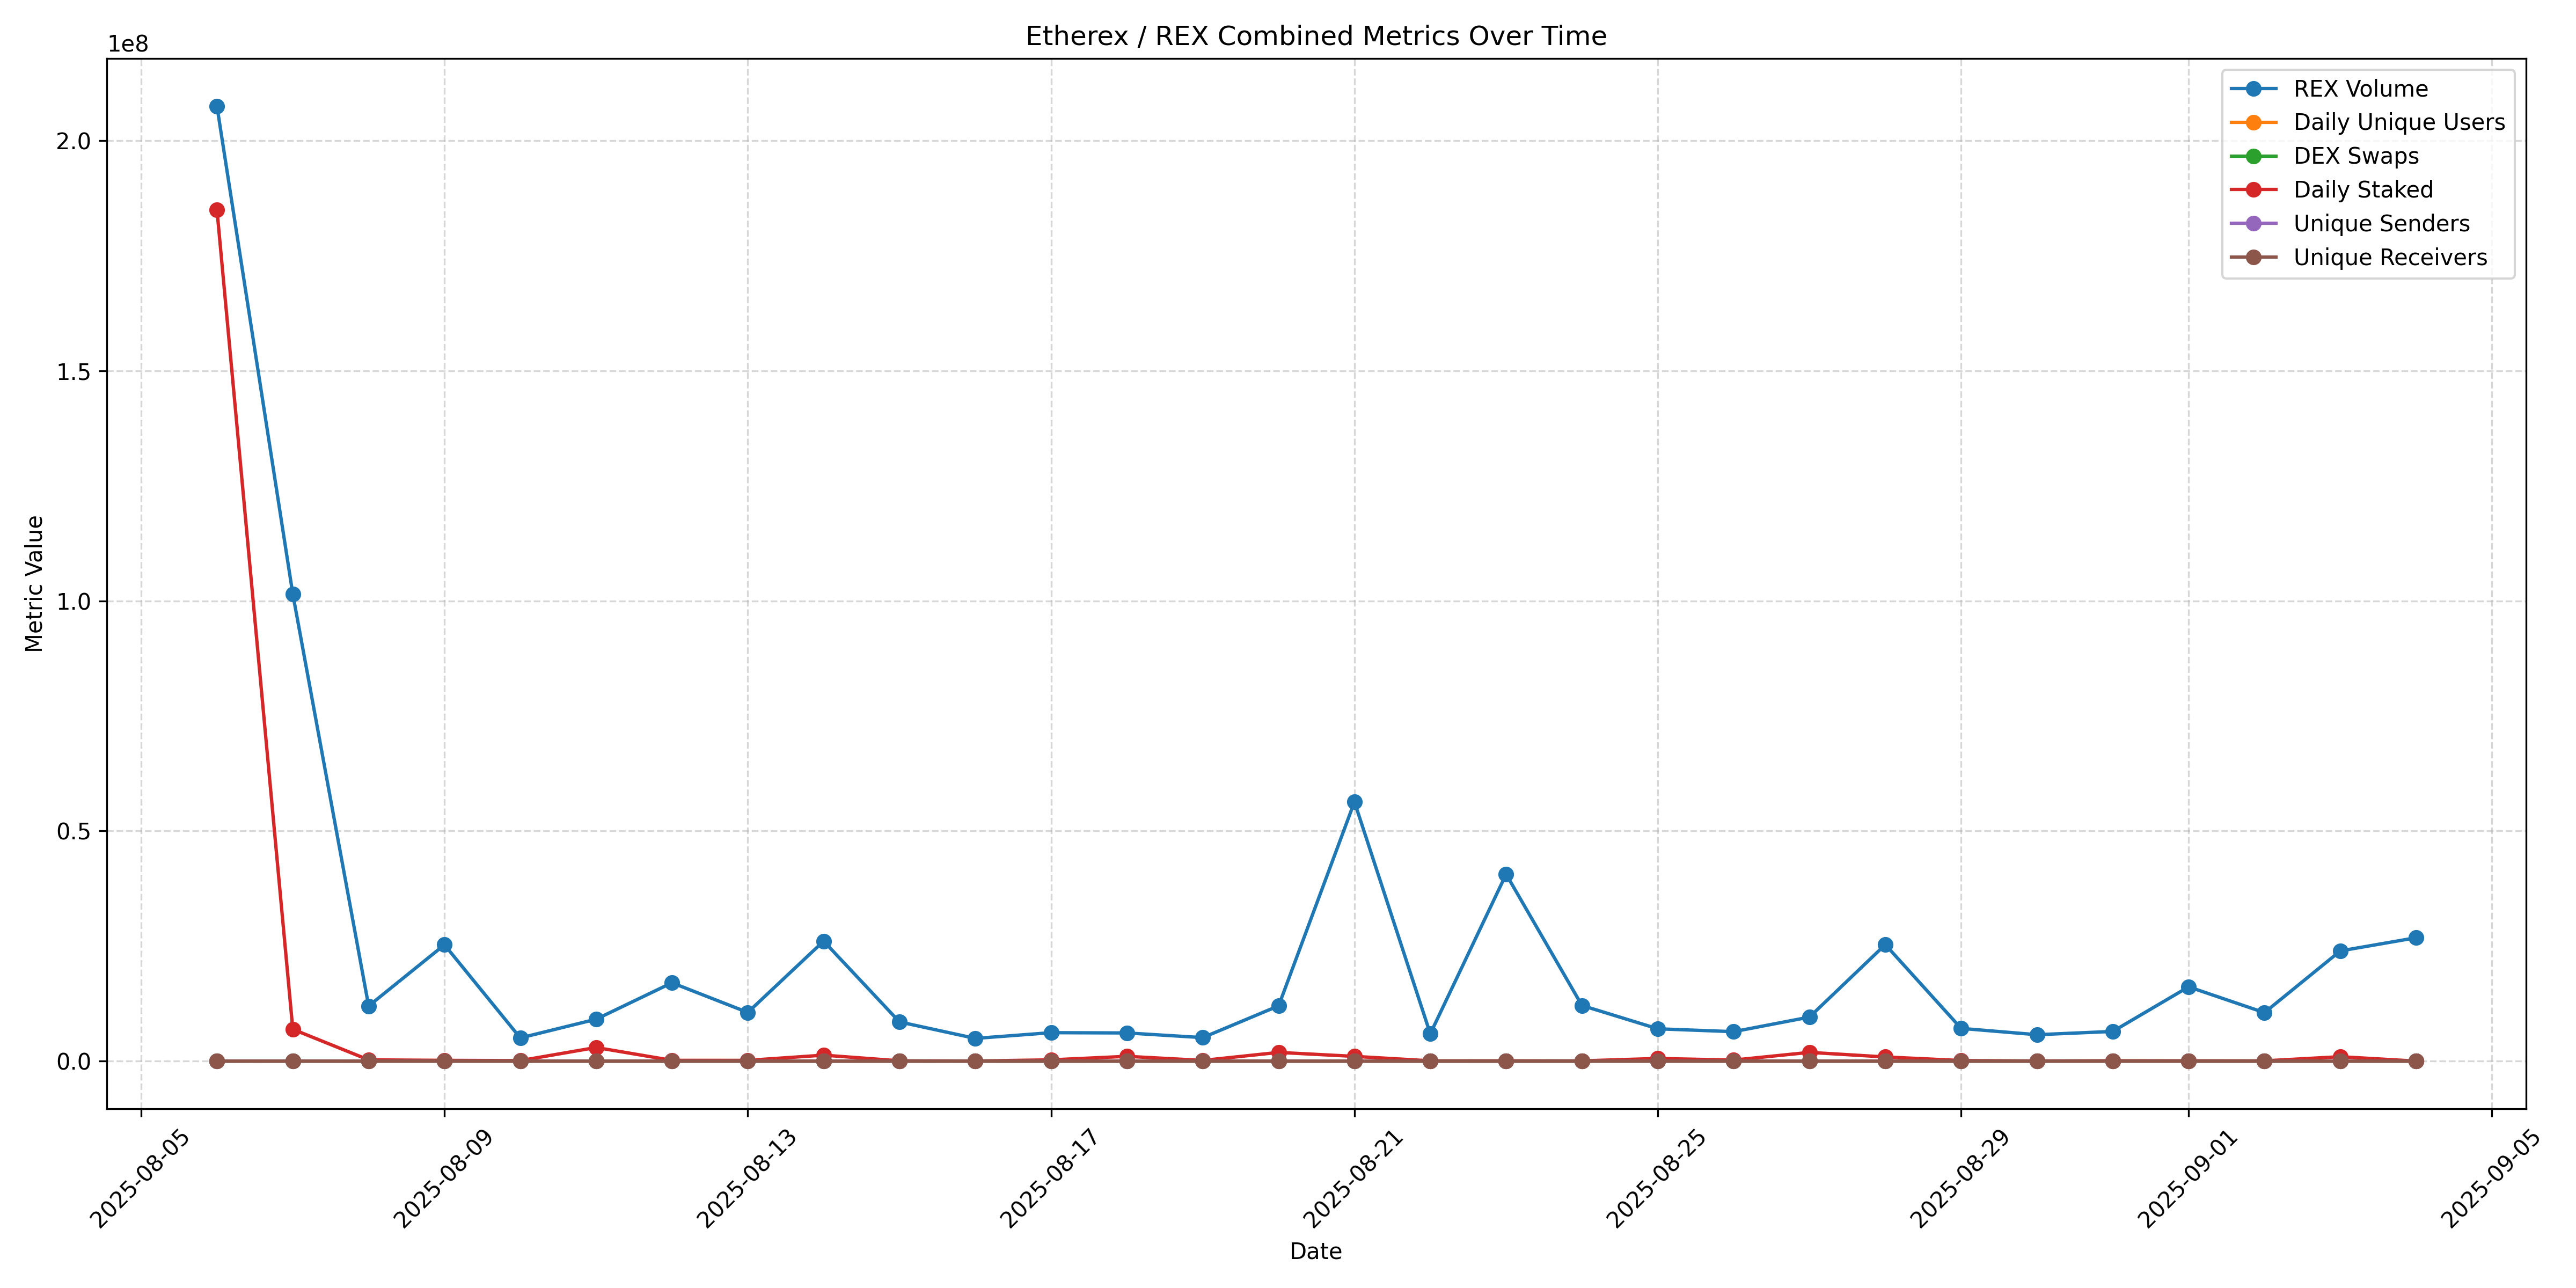 Etherex / REX Combined Metrics Over Time
1e8
REX Volume
Daily Unique Users
DEX Swaps
Daily Staked
Unique Senders
Unique Receivers
2.0
1.5
1.0
0.5
0.0
Metric Value
2025-08-05
2025-08-09
2025-08-13
2025-08-17
2025-08-21
2025-08-25
2025-08-29
2025-09-01
2025-09-05
Date